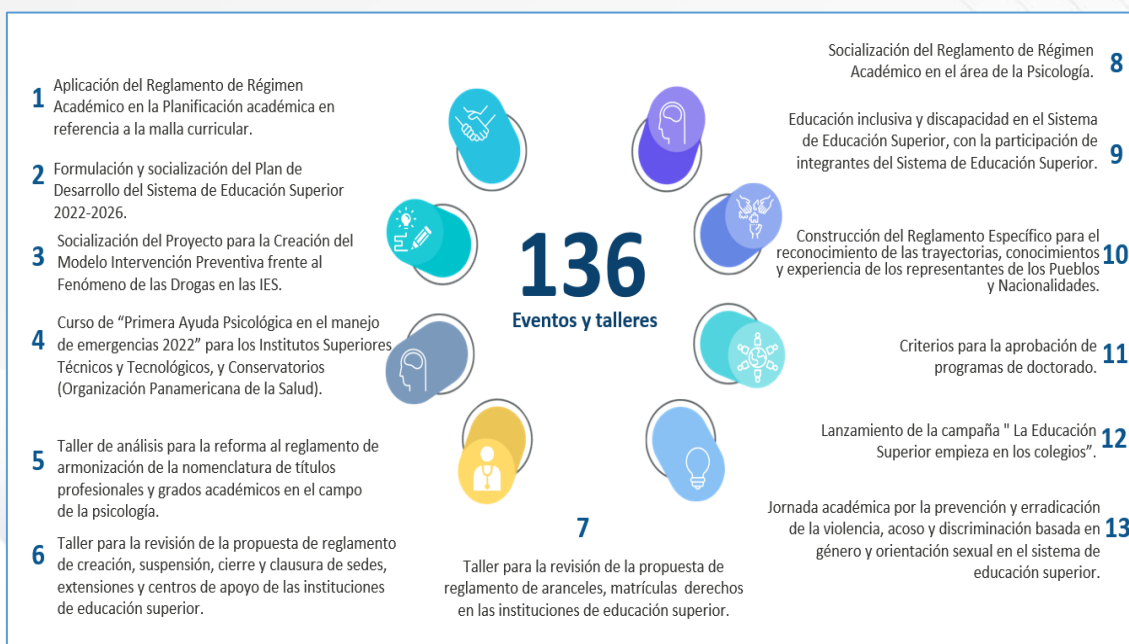 1
Aplicación del Reglamento de Régimen
Académico en la Planificación académica en
referencia a la malla curricular.
2
Formulación y socialización del Plan de
Desarrollo del Sistema de Educación Superior
2022-2026.
3
Socialización del Proyecto para la Creación del
Modelo Intervención Preventiva frente al
Fenómeno de las Drogas en las IES.
4
Curso de “Primera Ayuda Psicológica en el manejo
de emergencias 2022” para los Institutos Superiores
Técnicos y Tecnológicos, y Conservatorios
(Organización Panamericana de la Salud).
5
Taller de análisis para la reforma al reglamento de
armonización de la nomenclatura de títulos
profesionales y grados académicos en el campo
de la psicología.
6
Taller para la revisión de la propuesta de reglamento
de creación, suspensión, cierre y clausura de sedes,
extensiones y centros de apoyo de las instituciones
de educación superior.
136
Eventos y talleres
7
Taller para la revisión de la propuesta de
reglamento de aranceles, matrículas derechos
en las instituciones de educación superior.
8
Socialización del Reglamento de Régimen
Académico en el área de la Psicología.
9
Educación inclusiva y discapacidad en el Sistema
de Educación Superior, con la participación de
integrantes del Sistema de Educación Superior.
10
Construcción del Reglamento Específico para el
reconocimiento de las trayectorias, conocimientos
y experiencia de los representantes de los Pueblos
y Nacionalidades.
11
Criterios para la aprobación de
programas de doctorado.
12
Lanzamiento de la campaña " La Educación
Superior empieza en los colegios”.
13
Jornada académica por la prevención y erradicación
de la violencia, acoso y discriminación basada en
género y orientación sexual en el sistema de
educación superior.